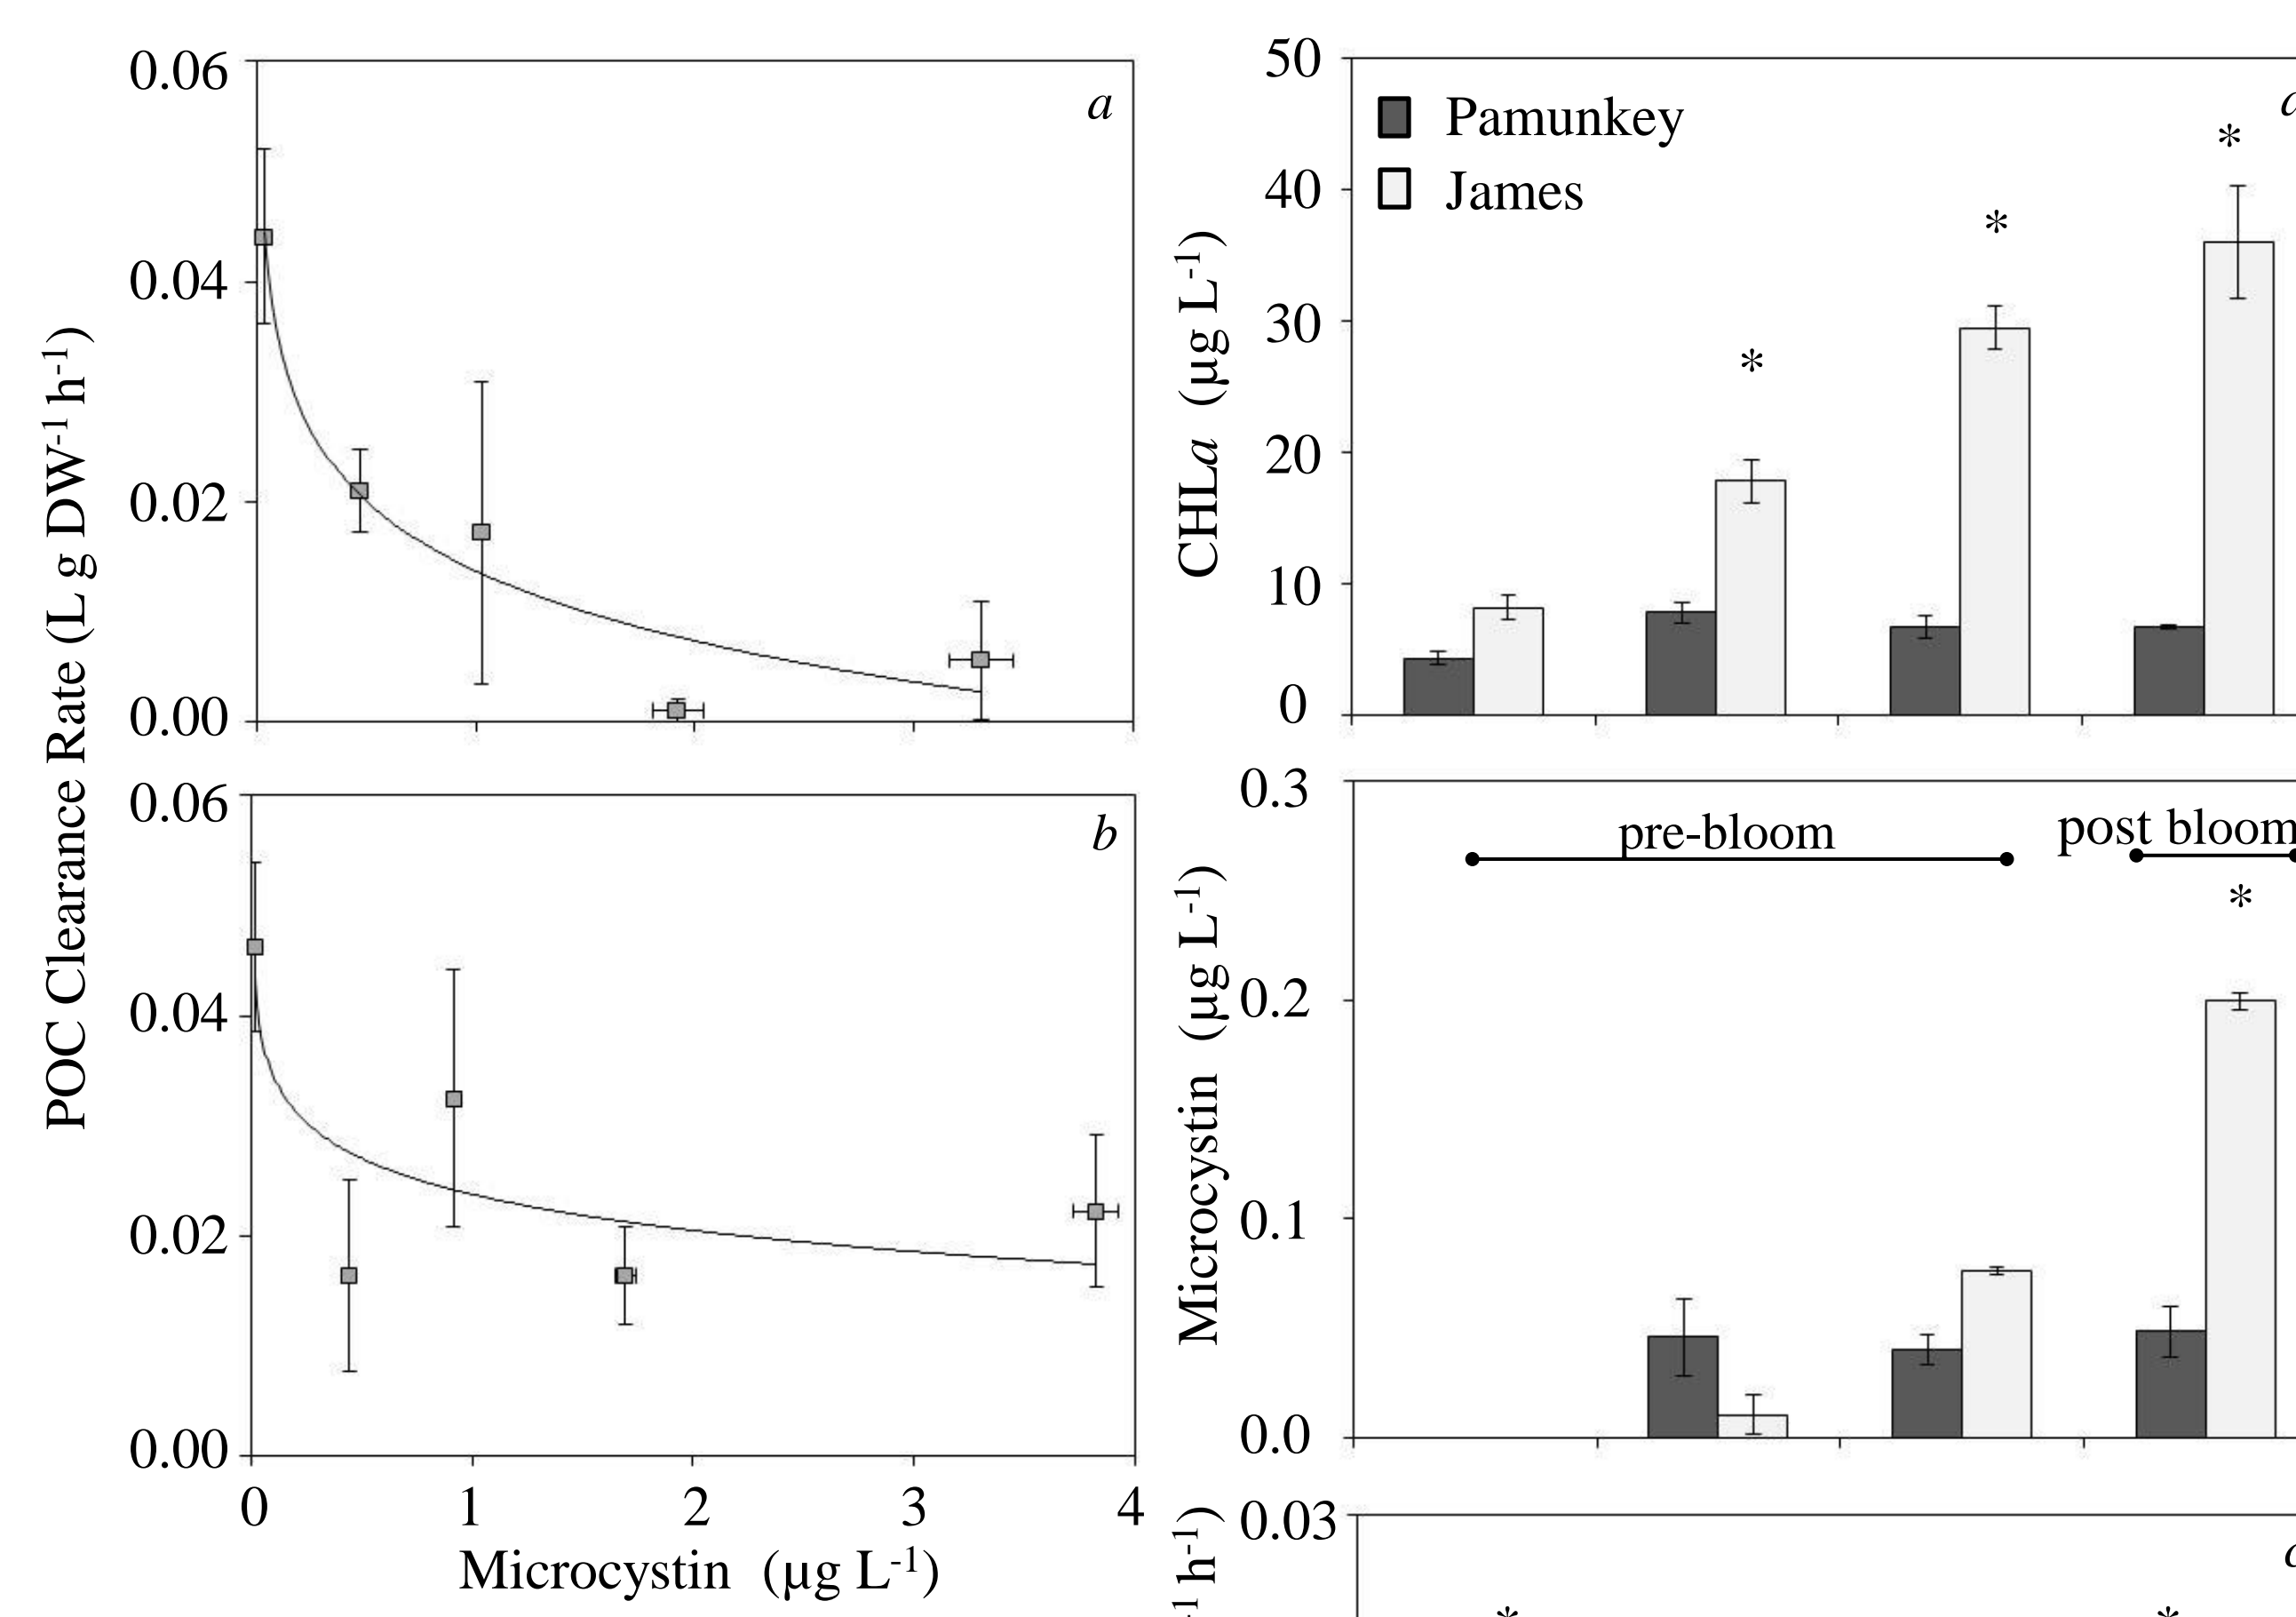 POC Clearance Rate (L g DW-1 h-1)
0.06
0.04
0.02
0.00
a
0.06
0.04
0.02
0.00
b
0
1
2
3
4
Microcystin (µg L-1)
CHLa (µg L-1)
50
40
30
20
10
0
Pamunkey
James
*
*
*
Microcystin (µg L-1)
0.3
0.2
0.1
0.0
pre-bloom
post bloom
*
-1 h-1)
0.03
*
*